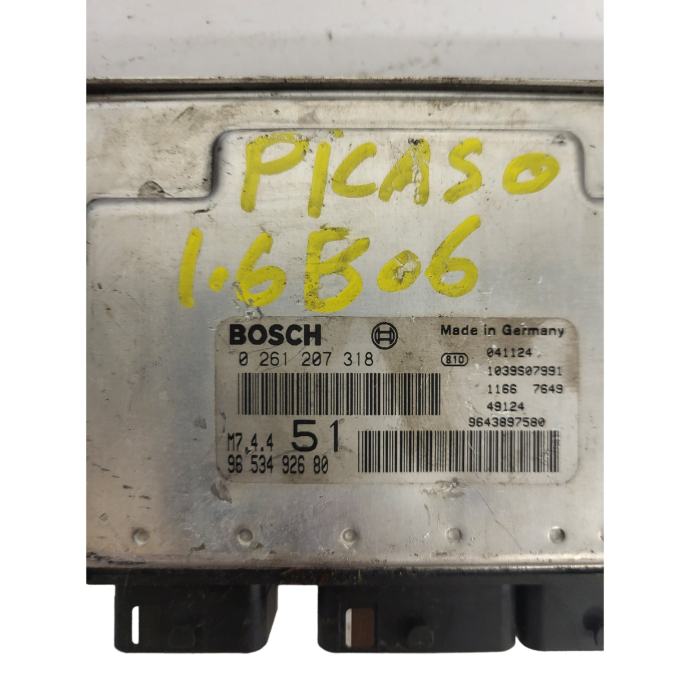 PiCASO
1.6B06
BOSCH
Made in Germany
0 261 207 318
810
041124
1039S07991
1166 7649
49124
9643897580
M7.4.4 51
96 534 926 80